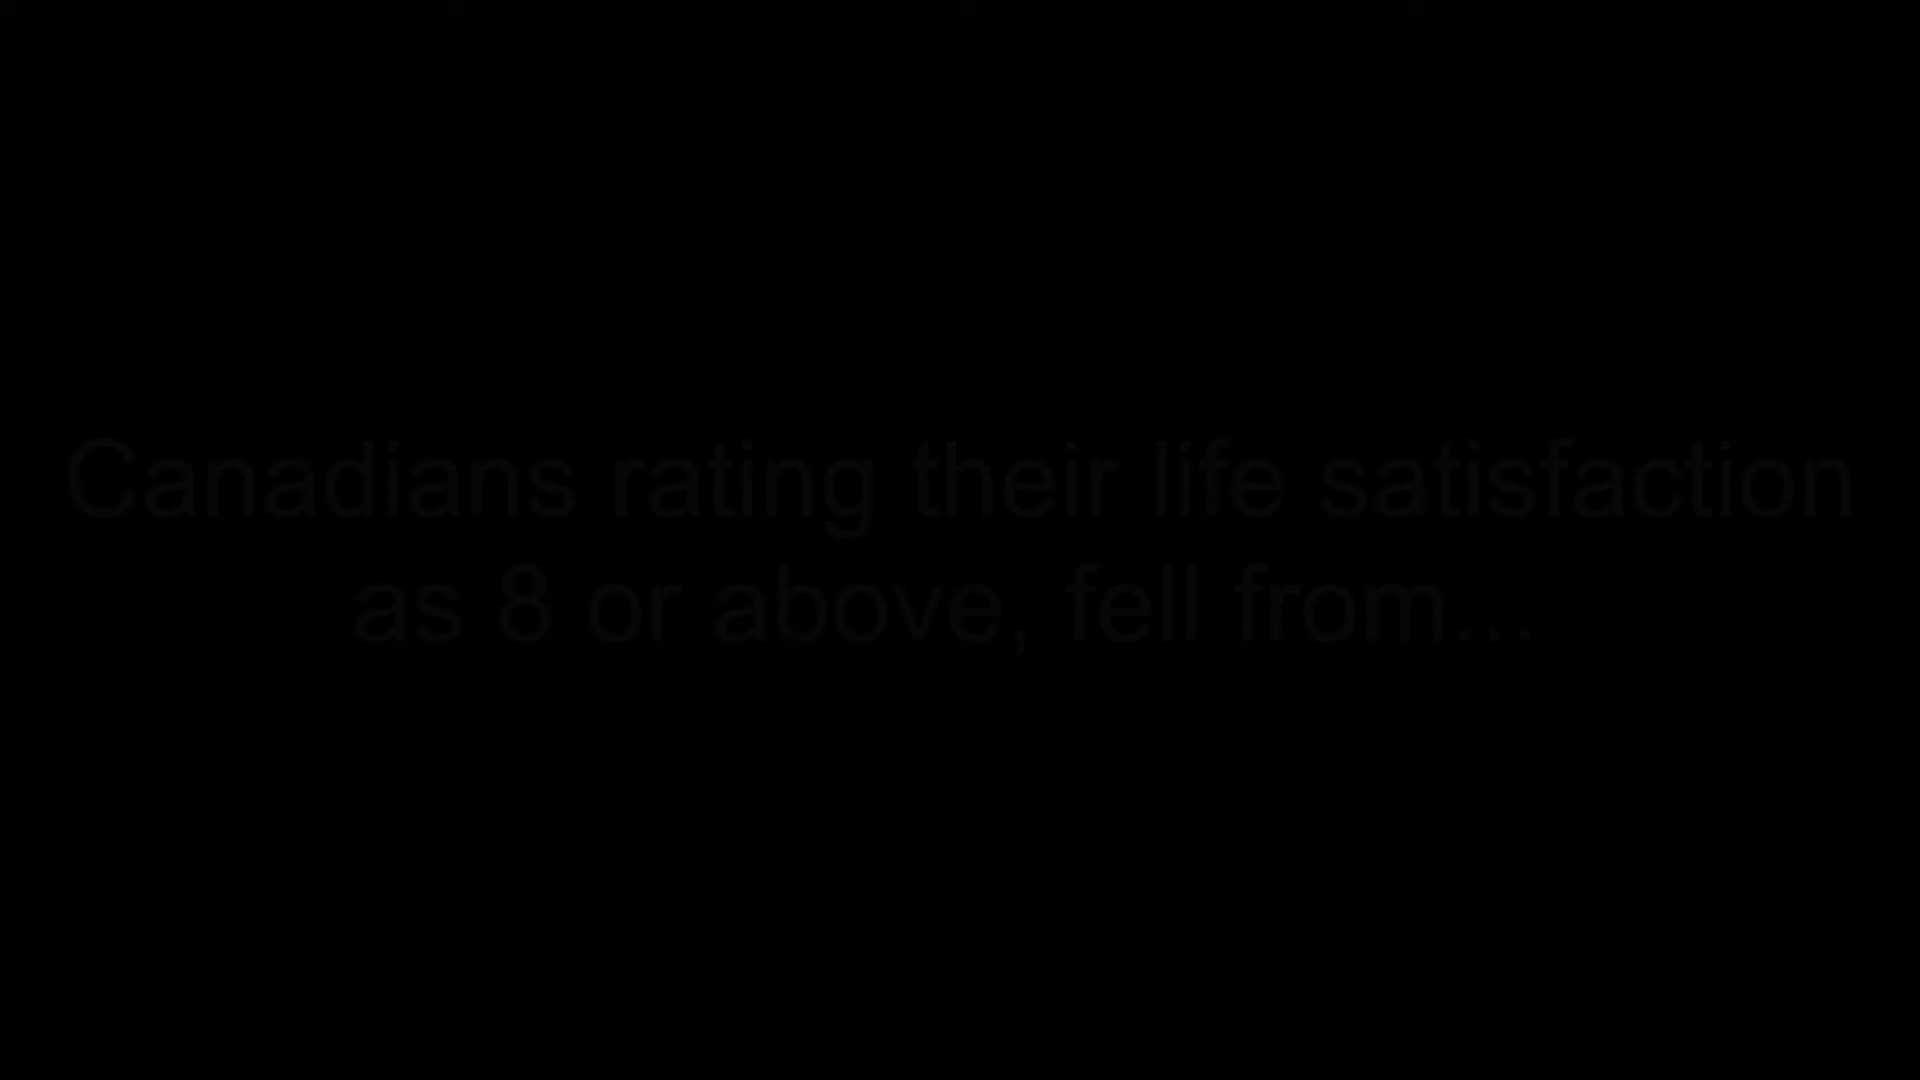 Canadians rating their life satisfaction
as 8 or above, fell from...